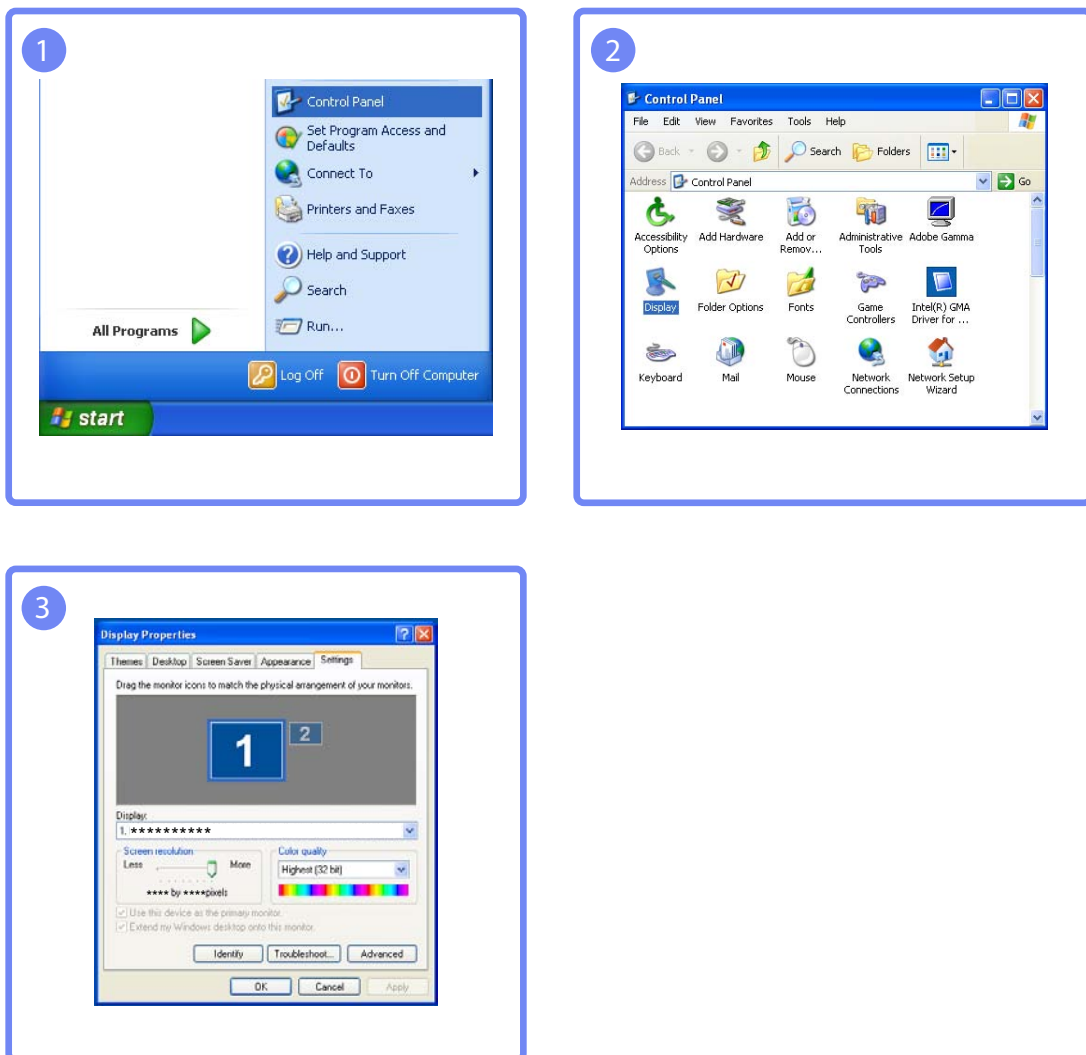 1
Control Panel
Set Program Access and
Defaults
Connect To
Printers and Faxes
Help and Support
Search
Run...
All Programs
Log Off
Turn Off Computer
start
2
Control Panel
File Edit View Favorites Tools Help
Back Search Folders
Address Control Panel Go
Accessibility
Options
Add Hardware
Add or
Remov...
Administrative
Tools
Adobe Gamma
Display
Folder Options
Fonts
Game
Controllers
Intel(R) GMA
Driver for ...
Keyboard
Mail
Mouse
Network
Connections
Network Setup
Wizard
3
Display Properties
Themes Desktop Screen Saver Appearance Settings
Drag the monitor icons to match the physical arrangement of your monitors.
1
2
Display:
1. **********
Screen resolution
Less More
**** by ****pixels
Color quality
Highest (32 bit)
Use this device as the primary monitor.
Extend my Windows desktop onto this monitor.
Identify Troubleshoot... Advanced
OK Cancel Apply